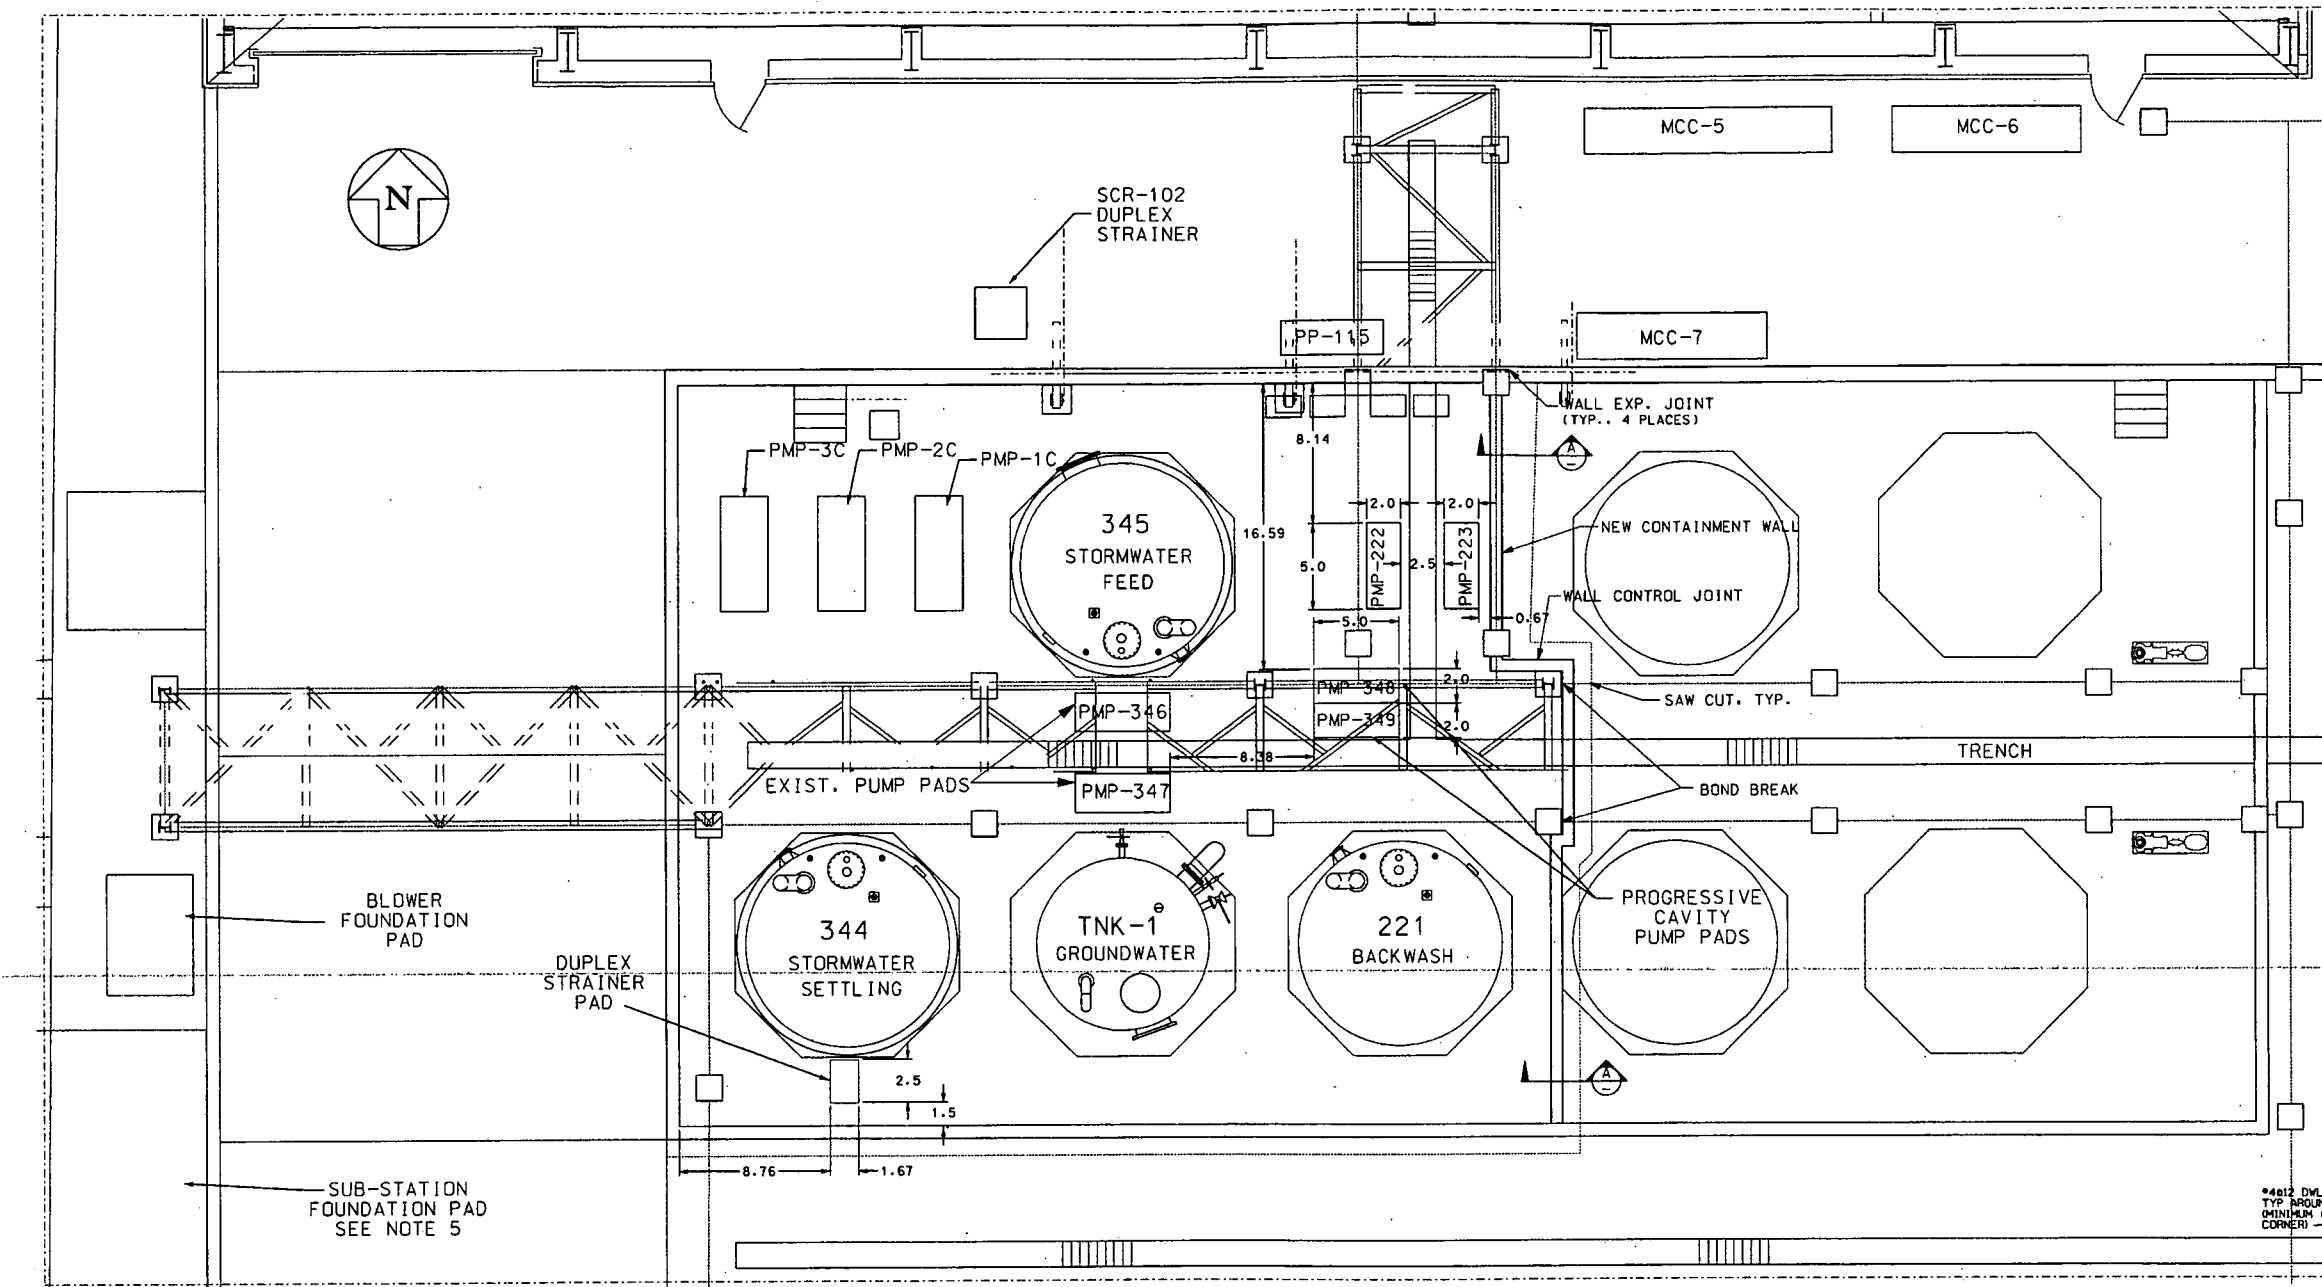 MCC-5
MCC-6
N
SCR-102
DUPLEX
STRAINER
PP-115
MCC-7
WALL EXP. JOINT
(TYP., 4 PLACES)
8.14
A
PMP-3C
PMP-2C
PMP-1C
345
STORMWATER
FEED
16.59
2.0
2.0
5.0
PMP-222
2.5
PMP-223
NEW CONTAINMENT WALL
WALL CONTROL JOINT
0.67
5.0
SAW CUT, TYP.
PMP-348
2.0
PMP-346
PMP-349
2.0
TRENCH
8.38
EXIST. PUMP PADS
PMP-347
BOND BREAK
BLOWER
FOUNDATION
PAD
PROGRESSIVE
CAVITY
PUMP PADS
344
STORMWATER
SETTLING
TNK-1
GROUNDWATER
221
BACKWASH
DUPLEX
STRAINER
PAD
A
2.5
1.5
8.76
1.67
SUB-STATION
FOUNDATION PAD
SEE NOTE 5
TYP
(MINIMUM
CORNER)